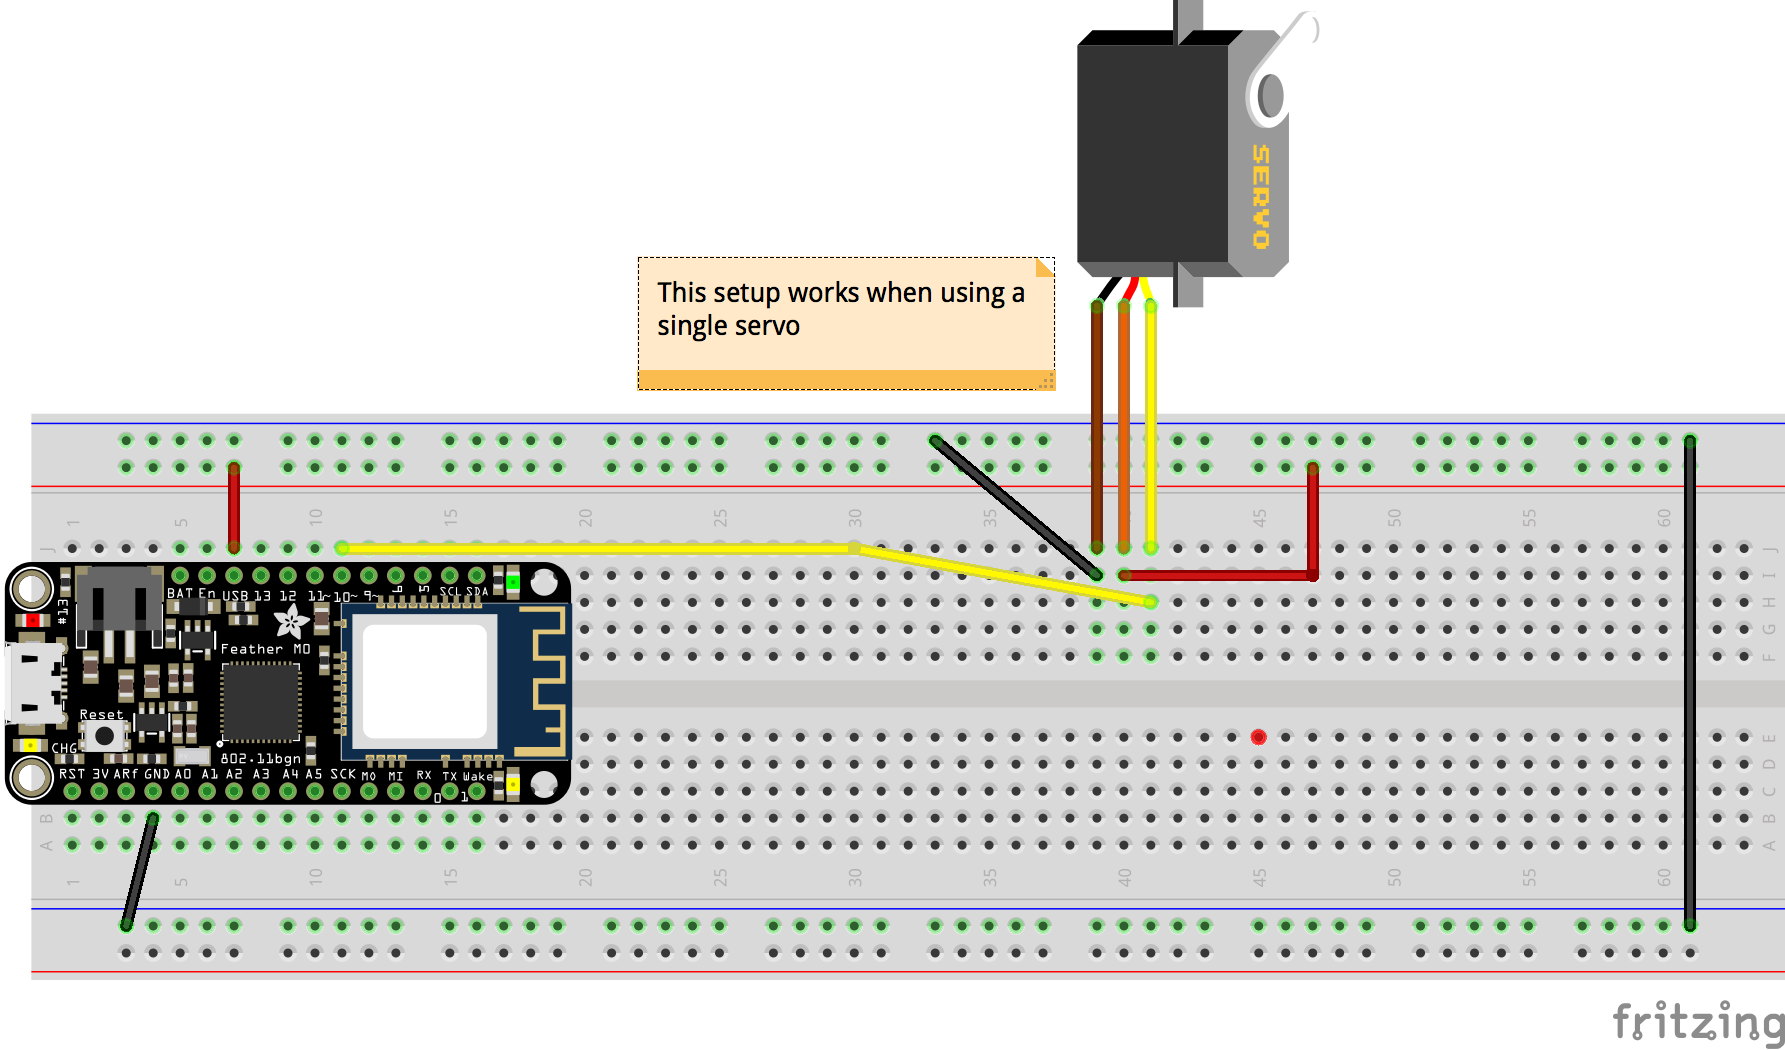 SERVO
This setup works when using a
single servo
1 5 10 15 20 25 30 35 40 45 50 55 60
J J
I
H
G
F
BAT En USB 13 12 11~ 10~ 9~ 6 5 SCL SDA
#13
Feather M0
Reset
CHG
802.11bgn
RST 3V ARf GND A0 A1 A2 A3 A4 A5 SCK M0 MI RX TX Wake
0 1
E
D
C
B B
A A
1 5 10 15 20 25 30 35 40 45 50 55 60
fritzing